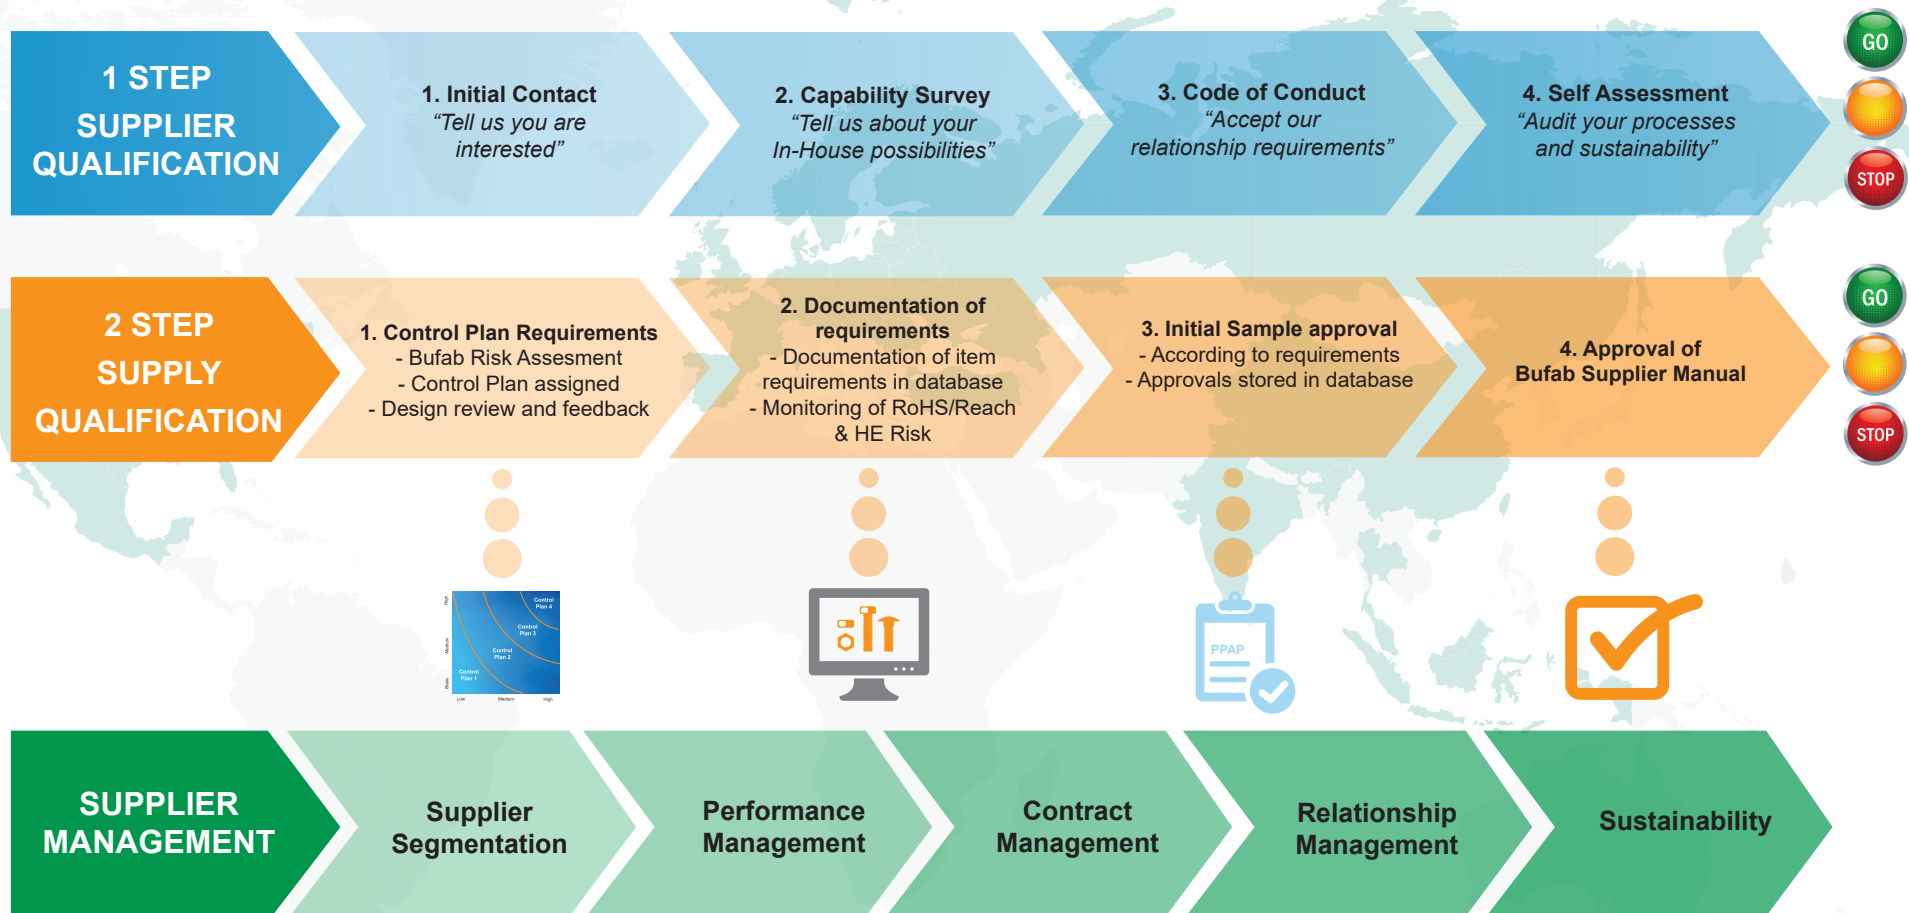 1 STEP
SUPPLIER
QUALIFICATION
1. Initial Contact
“Tell us you are
interested”
2. Capability Survey
“Tell us about your
In-House possibilities”
3. Code of Conduct
“Accept our
relationship requirements”
4. Self Assessment
“Audit your processes
and sustainability”
GO
STOP
2 STEP
SUPPLY
QUALIFICATION
1. Control Plan Requirements
- Bufab Risk Assesment
- Control Plan assigned
- Design review and feedback
2. Documentation of
requirements
- Documentation of item
requirements in database
- Monitoring of RoHS/Reach
& HE Risk
3. Initial Sample approval
- According to requirements
- Approvals stored in database
4. Approval of
Bufab Supplier Manual
GO
STOP
High
Medium
Basic
Control
Plan 4
Control
Plan 3
Control
Plan 2
Control
Plan 1
Low
Medium
High
PPAP
SUPPLIER
MANAGEMENT
Supplier
Segmentation
Performance
Management
Contract
Management
Relationship
Management
Sustainability